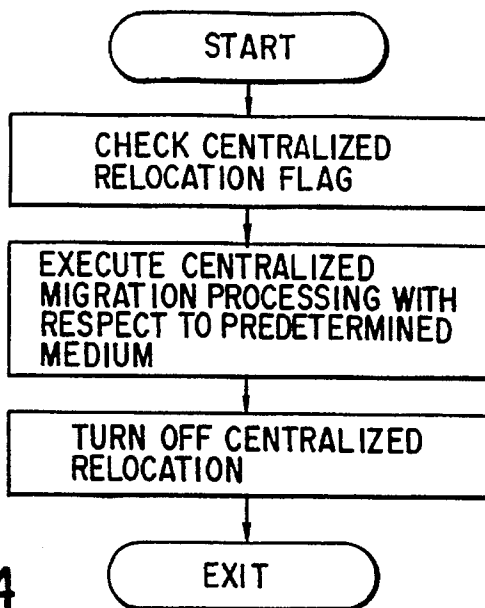 START
CHECK CENTRALIZED
RELOCATION FLAG
EXECUTE CENTRALIZED
MIGRATION PROCESSING WITH
RESPECT TO PREDETERMINED
MEDIUM
TURN OFF CENTRALIZED
RELOCATION
EXIT
4